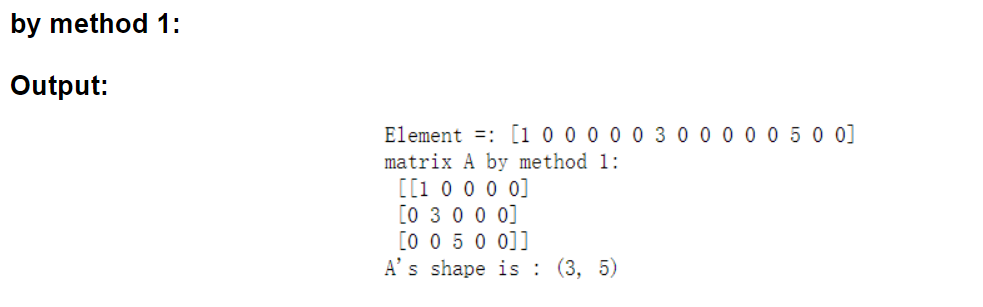 by method 1:
Output:
Element =: [1 0 0 0 0 0 3 0 0 0 0 0 5 0 0]
matrix A by method 1:
[[1 0 0 0 0]
[0 3 0 0 0]
[0 0 5 0 0]]
A's shape is : (3, 5)